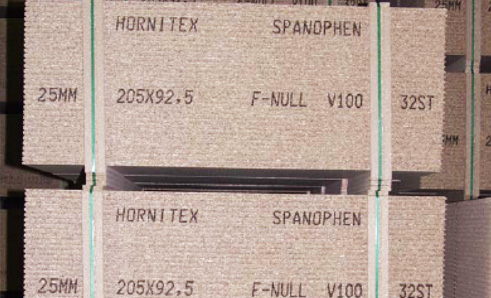 HORNITEX SPANOPHEN
25MM 205X92,5 F-NULL V100 32ST
HORNITEX SPANOPHEN
25MM 205X92,5 F-NULL V100 32ST